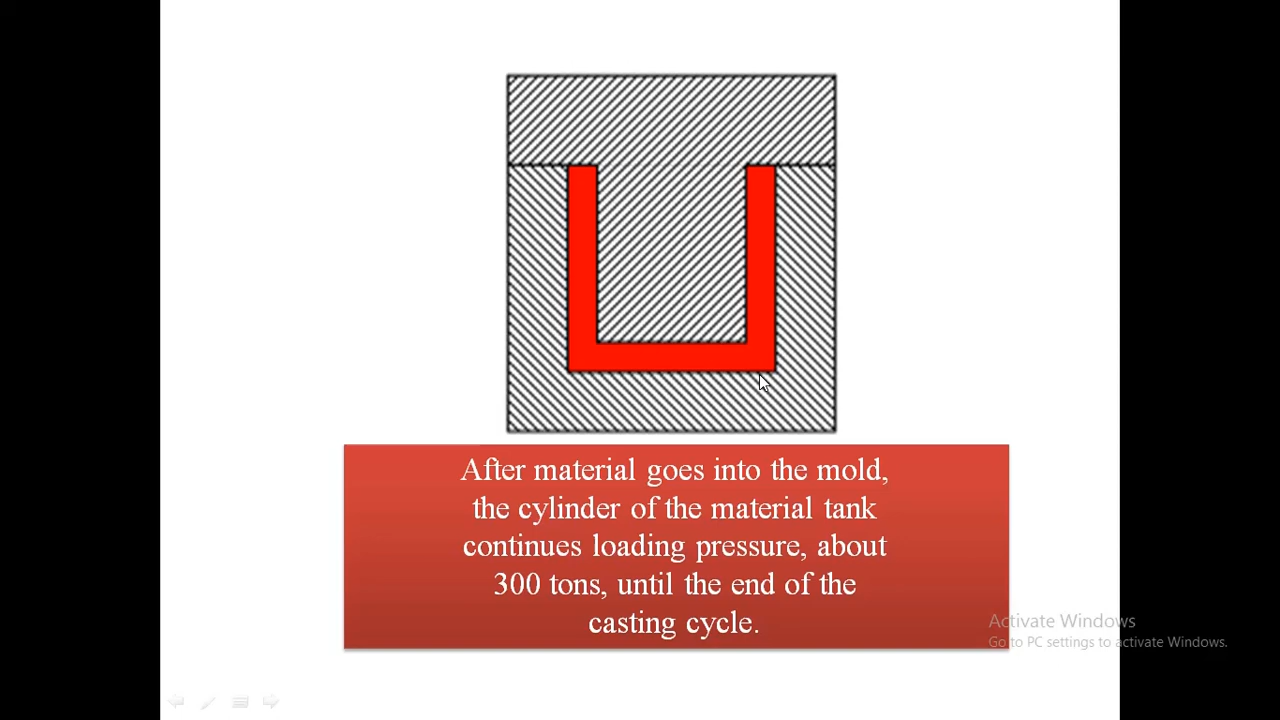 After material goes into the mold,
the cylinder of the material tank
continues loading pressure, about
300 tons, until the end of the
casting cycle.
Activate Windows
Go to PC settings to activate Windows.